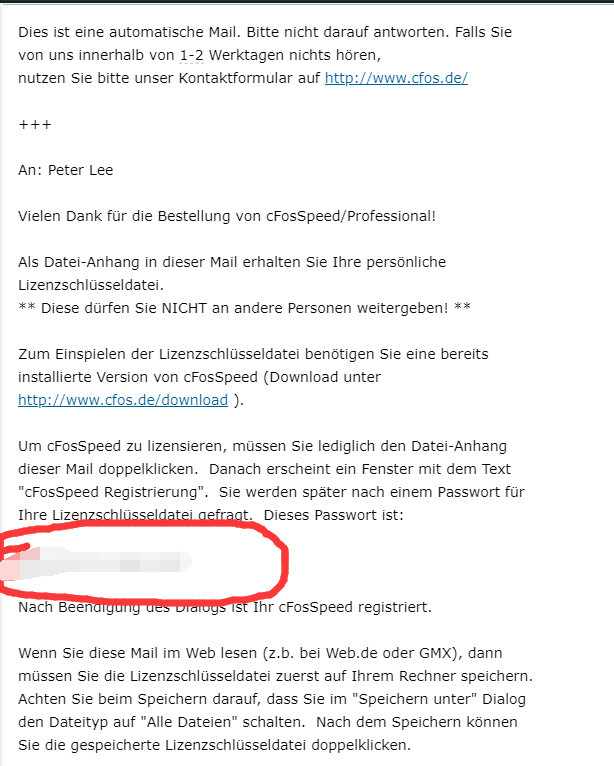 Dies ist eine automatische Mail. Bitte nicht darauf antworten. Falls Sie
von uns innerhalb von 1-2 Werktagen nichts hören,
nutzen Sie bitte unser Kontaktformular auf http://www.cfos.de/
+++
An: Peter Lee
Vielen Dank für die Bestellung von cFosSpeed/Professional!
Als Datei-Anhang in dieser Mail erhalten Sie Ihre persönliche
Lizenzschlüsseldatei.
** Diese dürfen Sie NICHT an andere Personen weitergeben! **
Zum Einspielen der Lizenzschlüsseldatei benötigen Sie eine bereits
installierte Version von cFosSpeed (Download unter
http://www.cfos.de/download ).
Um cFosSpeed zu lizensieren, müssen Sie lediglich den Datei-Anhang
dieser Mail doppelklicken.  Danach erscheint ein Fenster mit dem Text
"cFosSpeed Registrierung".  Sie werden später nach einem Passwort für
Ihre Lizenzschlüsseldatei gefragt.  Dieses Passwort ist:
Nach Beendigung des Dialogs ist Ihr cFosSpeed registriert.
Wenn Sie diese Mail im Web lesen (z.b. bei Web.de oder GMX), dann
müssen Sie die Lizenzschlüsseldatei zuerst auf Ihrem Rechner speichern.
Achten Sie beim Speichern darauf, dass Sie im "Speichern unter" Dialog
den Dateityp auf "Alle Dateien" schalten.  Nach dem Speichern können
Sie die gespeicherte Lizenzschlüsseldatei doppelklicken.